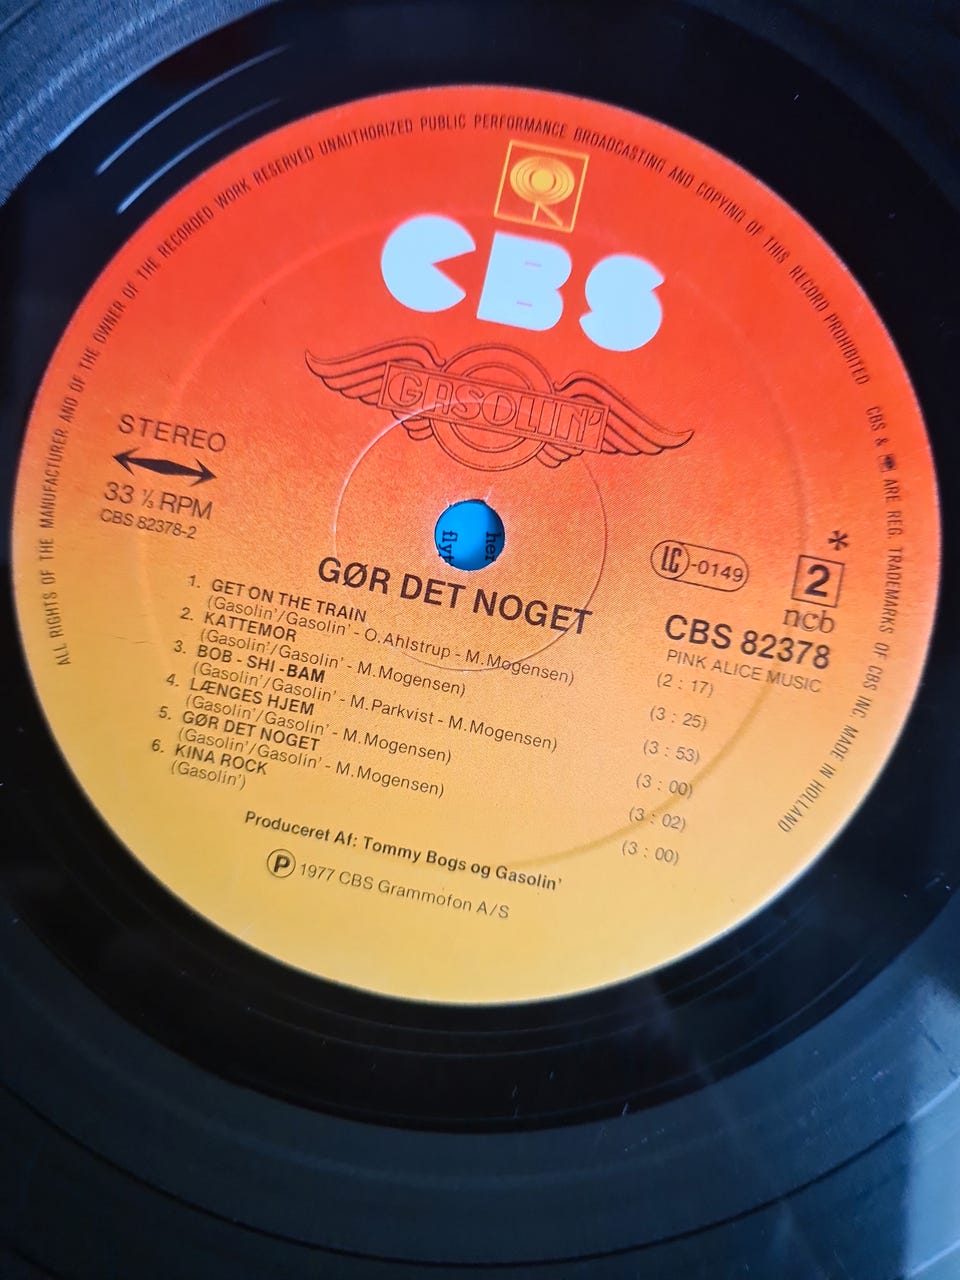 ALL RIGHTS OF THE MANUFACTURER AND OF THE OWNER OF THE RECORDED WORK RESERVED UNAUTHORIZED PUBLIC PERFORMANCE BROADCASTING AND COPYING OF THIS RECORD PROHIBITED
CBS & ARE REG. TRADEMARKS OF CBS INC. MADE IN HOLLAND
CBS
GASOLIN'
STEREO
33 ⅓ RPM
CBS 82378-2
her
flyt
LC-0149
*
2
ncb
CBS 82378
PINK ALICE MUSIC
GØR DET NOGET
1. GET ON THE TRAIN (2 : 17)
(Gasolin'/Gasolin' - O.Ahlstrup - M.Mogensen)
2. KATTEMOR (3 : 25)
(Gasolin'/Gasolin' - M.Mogensen)
3. BOB - SHI - BAM (3 : 53)
(Gasolin'/Gasolin' - M.Parkvist - M.Mogensen)
4. LÆNGES HJEM (3 : 00)
(Gasolin'/Gasolin' - M.Mogensen)
5. GØR DET NOGET (3 : 02)
(Gasolin'/Gasolin' - M.Mogensen)
6. KINA ROCK (3 : 00)
(Gasolin')
Produceret Af: Tommy Bogs og Gasolin'
Ⓟ 1977 CBS Grammofon A/S